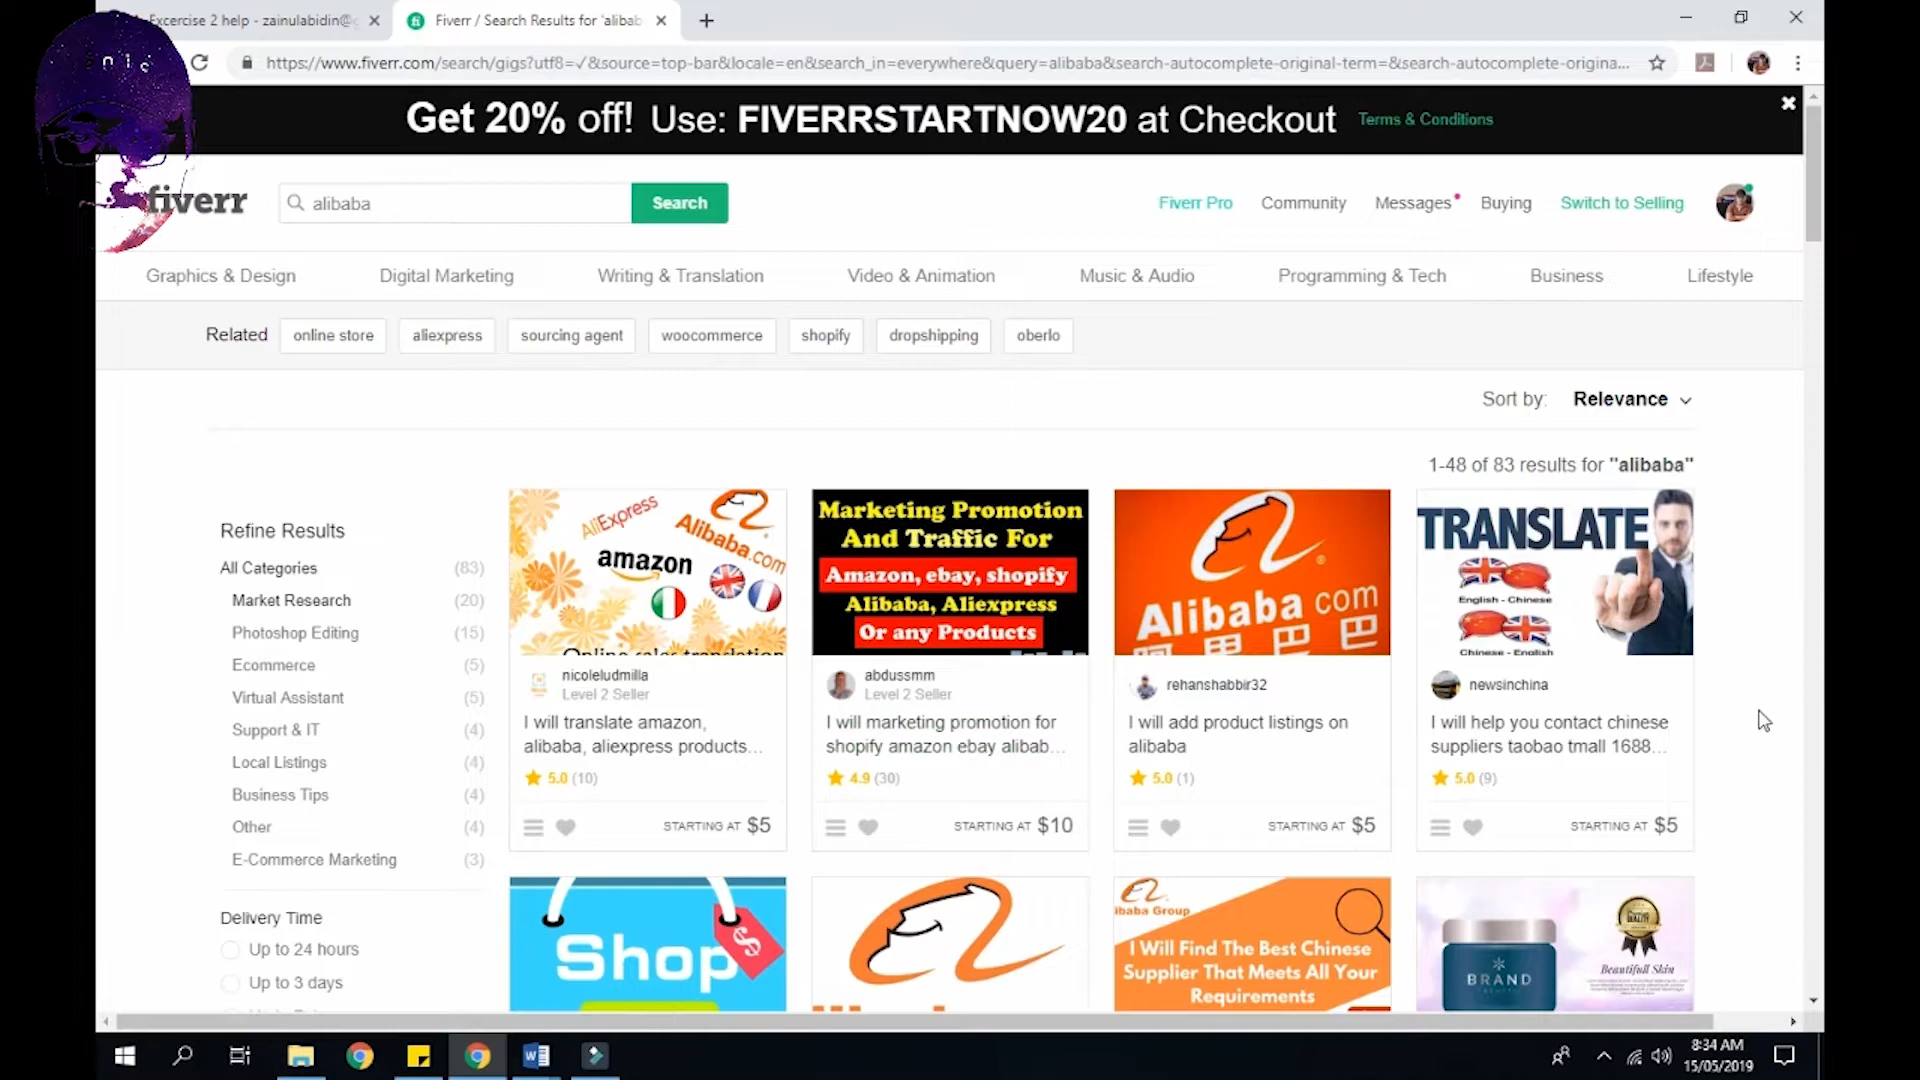 Excercise 2 help - zainulabidin@g
Fiverr / Search Results for 'alibab
https://www.fiverr.com/search/gigs?utf8=✓&source=top-bar&locale=en&search_in=everywhere&query=alibaba&search-autocomplete-original-term=&search-autocomplete-origina...
Get 20% off! Use: FIVERRSTARTNOW20 at Checkout Terms & Conditions
fiverr
alibaba
Search
Fiverr Pro
Community
Messages
Buying
Switch to Selling
Graphics & Design
Digital Marketing
Writing & Translation
Video & Animation
Music & Audio
Programming & Tech
Business
Lifestyle
Related
online store
aliexpress
sourcing agent
woocommerce
shopify
dropshipping
oberlo
Sort by: Relevance
1-48 of 83 results for "alibaba"
Refine Results
All Categories (83)
Market Research (20)
Photoshop Editing (15)
Ecommerce (5)
Virtual Assistant (5)
Support & IT (4)
Local Listings (4)
Business Tips (4)
Other (4)
E-Commerce Marketing (3)
Delivery Time
Up to 24 hours
Up to 3 days
AliExpress
Alibaba.com
amazon
Online sales translation
nicoleludmilla
Level 2 Seller
I will translate amazon,
alibaba, aliexpress products...
5.0 (10)
STARTING AT $5
Marketing Promotion
And Traffic For
Amazon, ebay, shopify
Alibaba, Aliexpress
Or any Products
abdussmm
Level 2 Seller
I will marketing promotion for
shopify amazon ebay alibab...
4.9 (30)
STARTING AT $10
Alibaba com
阿里巴巴
rehanshabbir32
I will add product listings on
alibaba
5.0 (1)
STARTING AT $5
TRANSLATE
English - Chinese
Chinese - English
newsinchina
I will help you contact chinese
suppliers taobao tmall 1688...
5.0 (9)
STARTING AT $5
Shop
$
ibaba Group
I Will Find The Best Chinese
Supplier That Meets All Your
Requirements
BRAND
Beautifull Skin
8:34 AM
15/05/2019